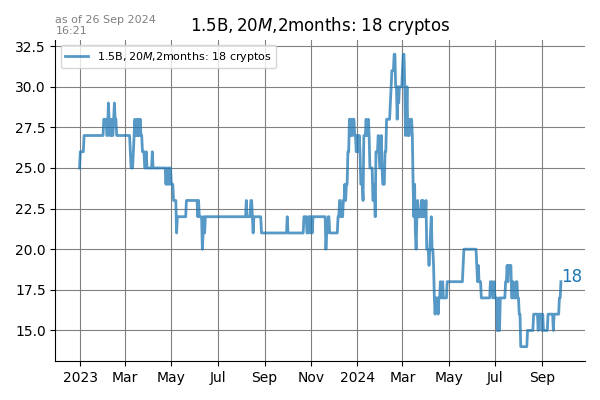 as of 26 Sep 2024
16:21
1.5B, 20M,2months: 18 cryptos
1.5B, 20M,2months: 18 cryptos
32.5
30.0
27.5
25.0
22.5
20.0
17.5
15.0
18
2023 Mar May Jul Sep Nov 2024 Mar May Jul Sep